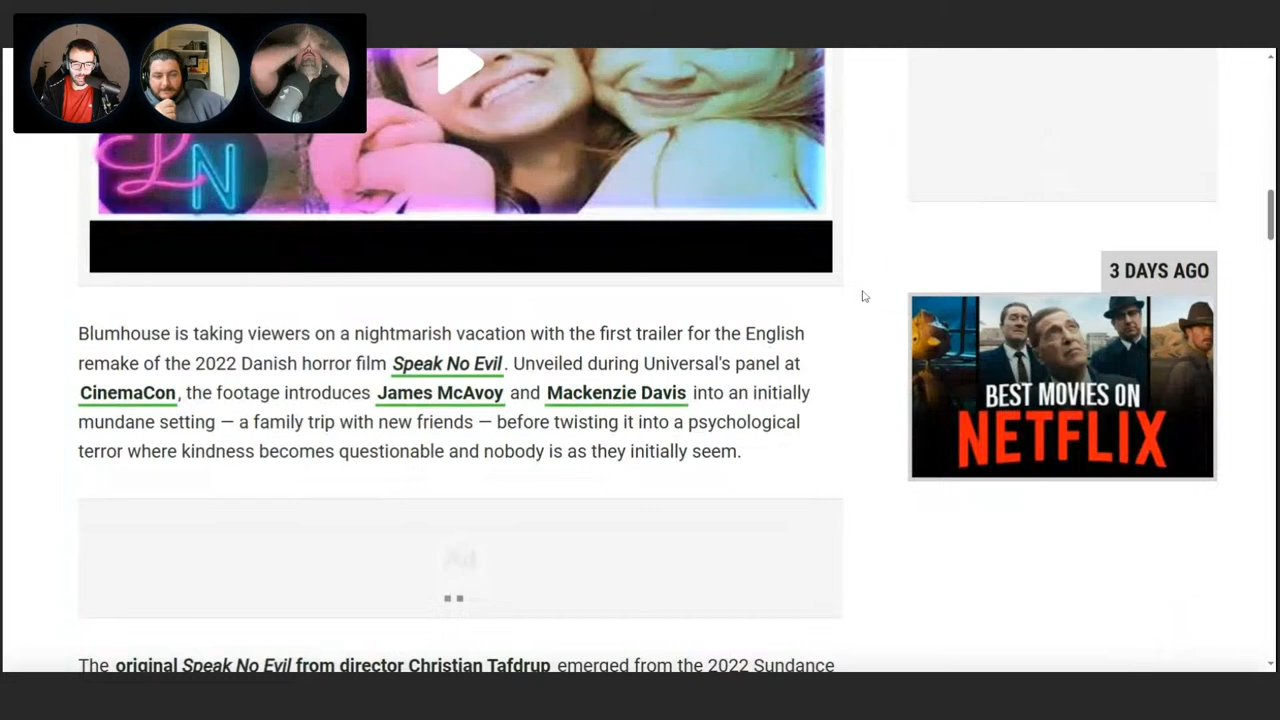 LN
3 DAYS AGO
BEST MOVIES ON
NETFLIX
Blumhouse is taking viewers on a nightmarish vacation with the first trailer for the English
remake of the 2022 Danish horror film Speak No Evil. Unveiled during Universal's panel at
CinemaCon, the footage introduces James McAvoy and Mackenzie Davis into an initially
mundane setting — a family trip with new friends — before twisting it into a psychological
terror where kindness becomes questionable and nobody is as they initially seem.
Ad
The original Speak No Evil from director Christian Tafdrup emerged from the 2022 Sundance